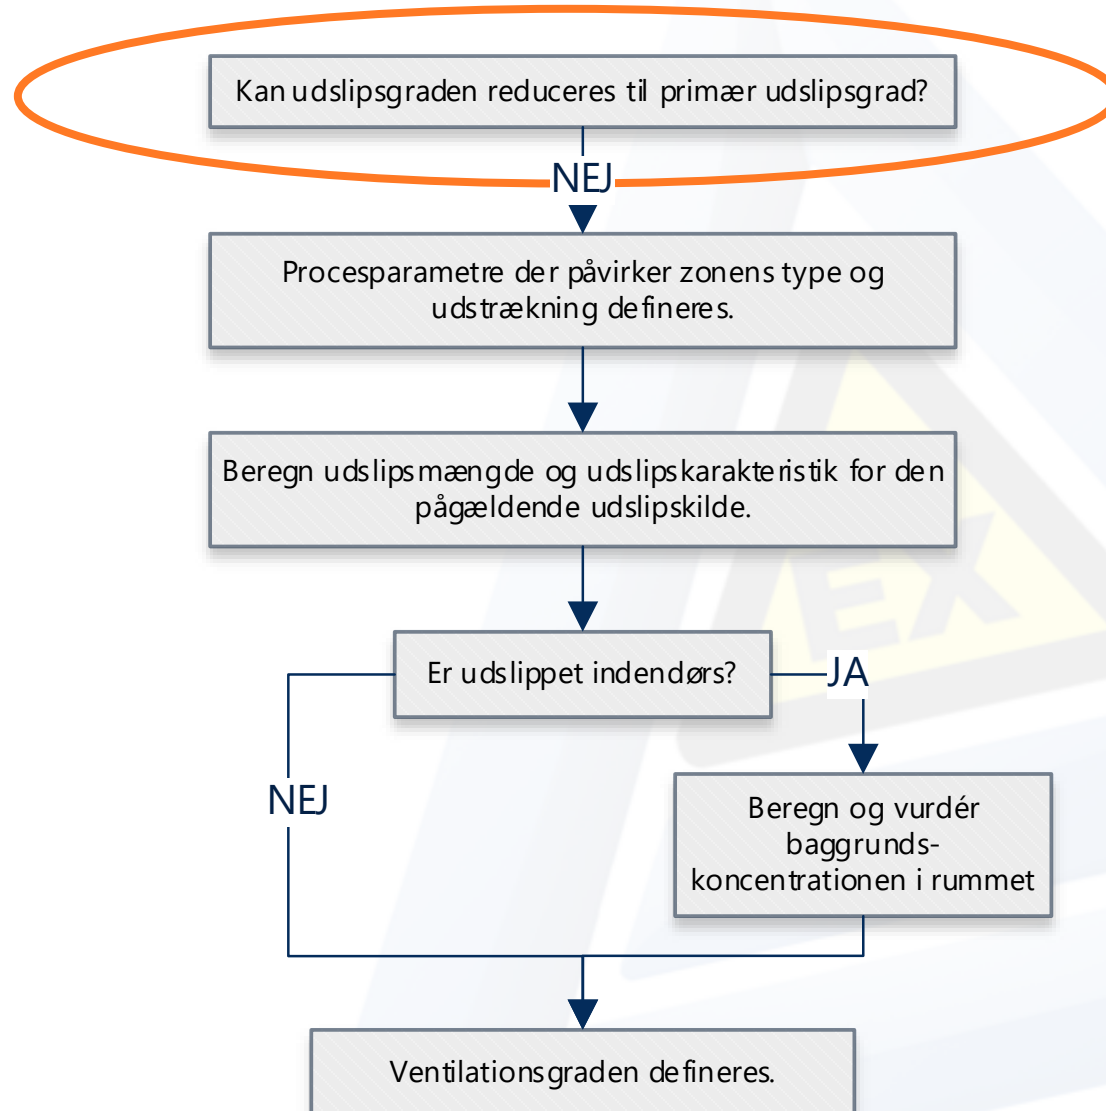 Kan udslipsgraden reduceres til primær udslipsgrad?
NEJ
Procesparametre der påvirker zonens type og
udstrækning defineres.
Beregn udslipsmængde og udslipskarakteristik for den
pågældende udslipskilde.
Er udslippet indendørs?
JA
NEJ
Beregn og vurdér
baggrunds-
koncentrationen i rummet
Ventilationsgraden defineres.
EX